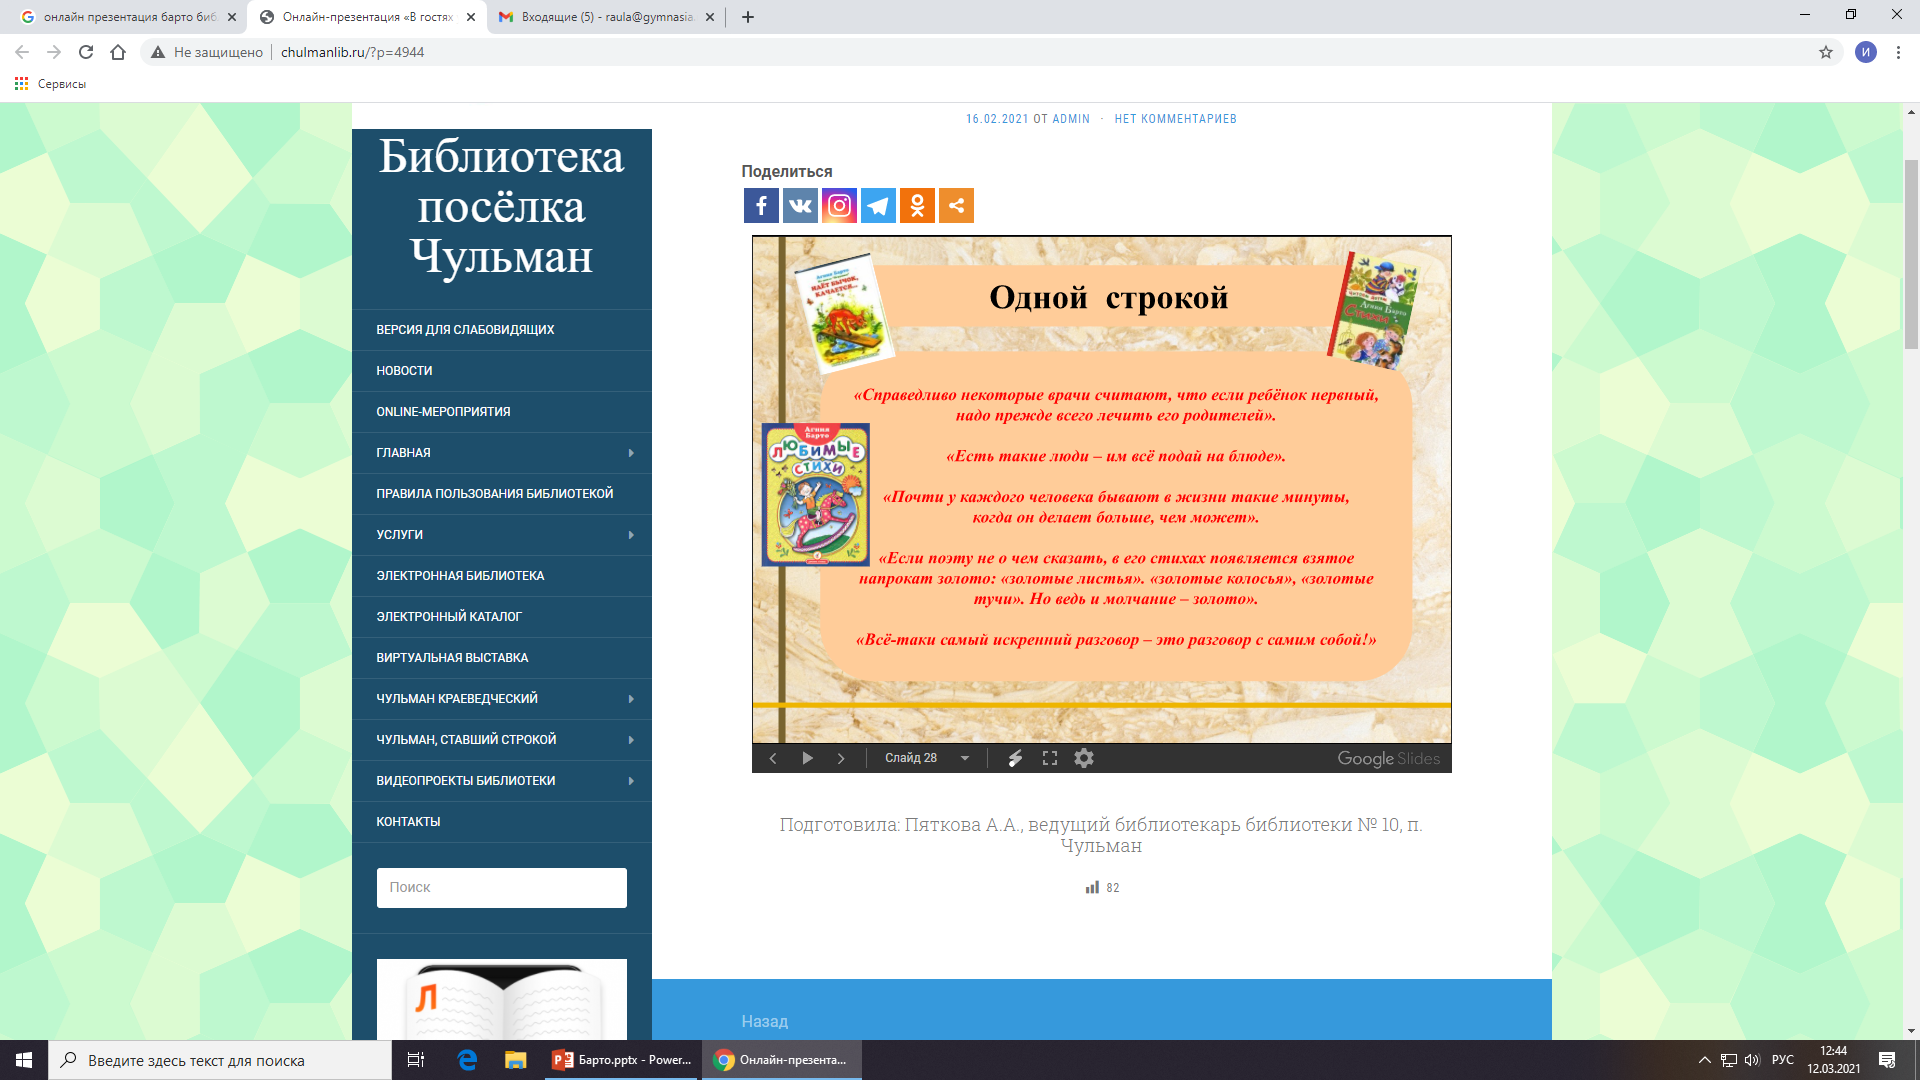 онлайн презентация барто биб
Онлайн-презентация «В гостях
Входящие (5) - raula@gymnasia.
Не защищено
chulmanlib.ru/?p=4944
И
Сервисы
16.02.2021 ОТ ADMIN · НЕТ КОММЕНТАРИЕВ
Библиотека
посёлка
Чульман
ВЕРСИЯ ДЛЯ СЛАБОВИДЯЩИХ
НОВОСТИ
ONLINE-МЕРОПРИЯТИЯ
ГЛАВНАЯ
ПРАВИЛА ПОЛЬЗОВАНИЯ БИБЛИОТЕКОЙ
УСЛУГИ
ЭЛЕКТРОННАЯ БИБЛИОТЕКА
ЭЛЕКТРОННЫЙ КАТАЛОГ
ВИРТУАЛЬНАЯ ВЫСТАВКА
ЧУЛЬМАН КРАЕВЕДЧЕСКИЙ
ЧУЛЬМАН, СТАВШИЙ СТРОКОЙ
ВИДЕОПРОЕКТЫ БИБЛИОТЕКИ
КОНТАКТЫ
Поиск
Л
Поделиться
Агния Барто
ИДЁТ БЫЧОК,
КАЧАЕТСЯ...
Одной строкой
Агния Барто
Стихи
Агния
Барто
ЛЮБИМЫЕ
СТИХИ
«Справедливо некоторые врачи считают, что если ребёнок нервный,
надо прежде всего лечить его родителей».
«Есть такие люди – им всё подай на блюде».
«Почти у каждого человека бывают в жизни такие минуты,
когда он делает больше, чем может».
«Если поэту не о чем сказать, в его стихах появляется взятое
напрокат золото: «золотые листья». «золотые колосья», «золотые
тучи». Но ведь и молчание – золото».
«Всё-таки самый искренний разговор – это разговор с самим собой!»
Слайд 28
Google Slides
Подготовила: Пяткова А.А., ведущий библиотекарь библиотеки № 10, п.
Чульман
82
Назад
Введите здесь текст для поиска
Барто.pptx - Power...
Онлайн-презента...
РУС
12:44
12.03.2021